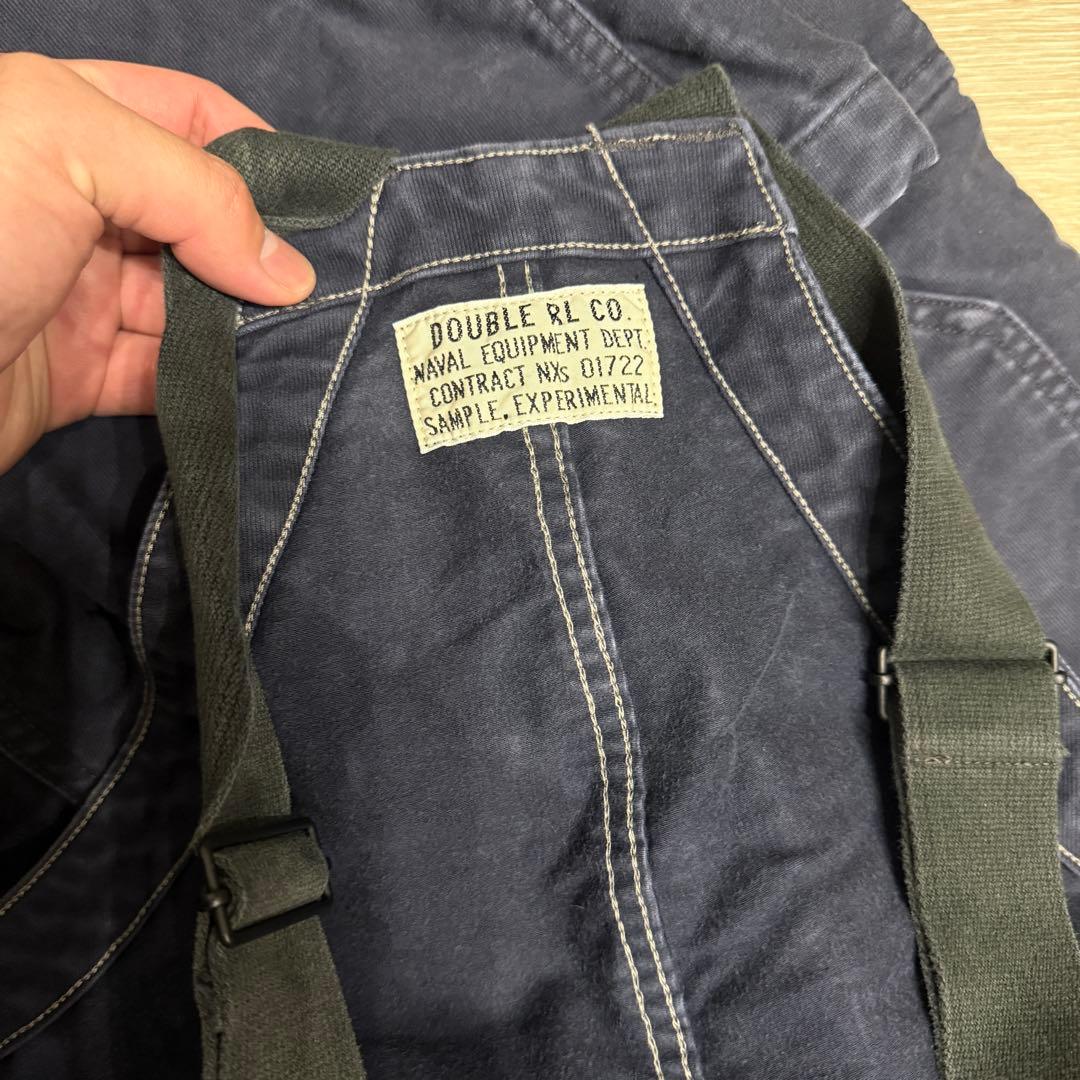 DOUBLE RL CO.
NAVAL EQUIPMENT DEPT.
CONTRACT NXs 01722
SAMPLE, EXPERIMENTAL